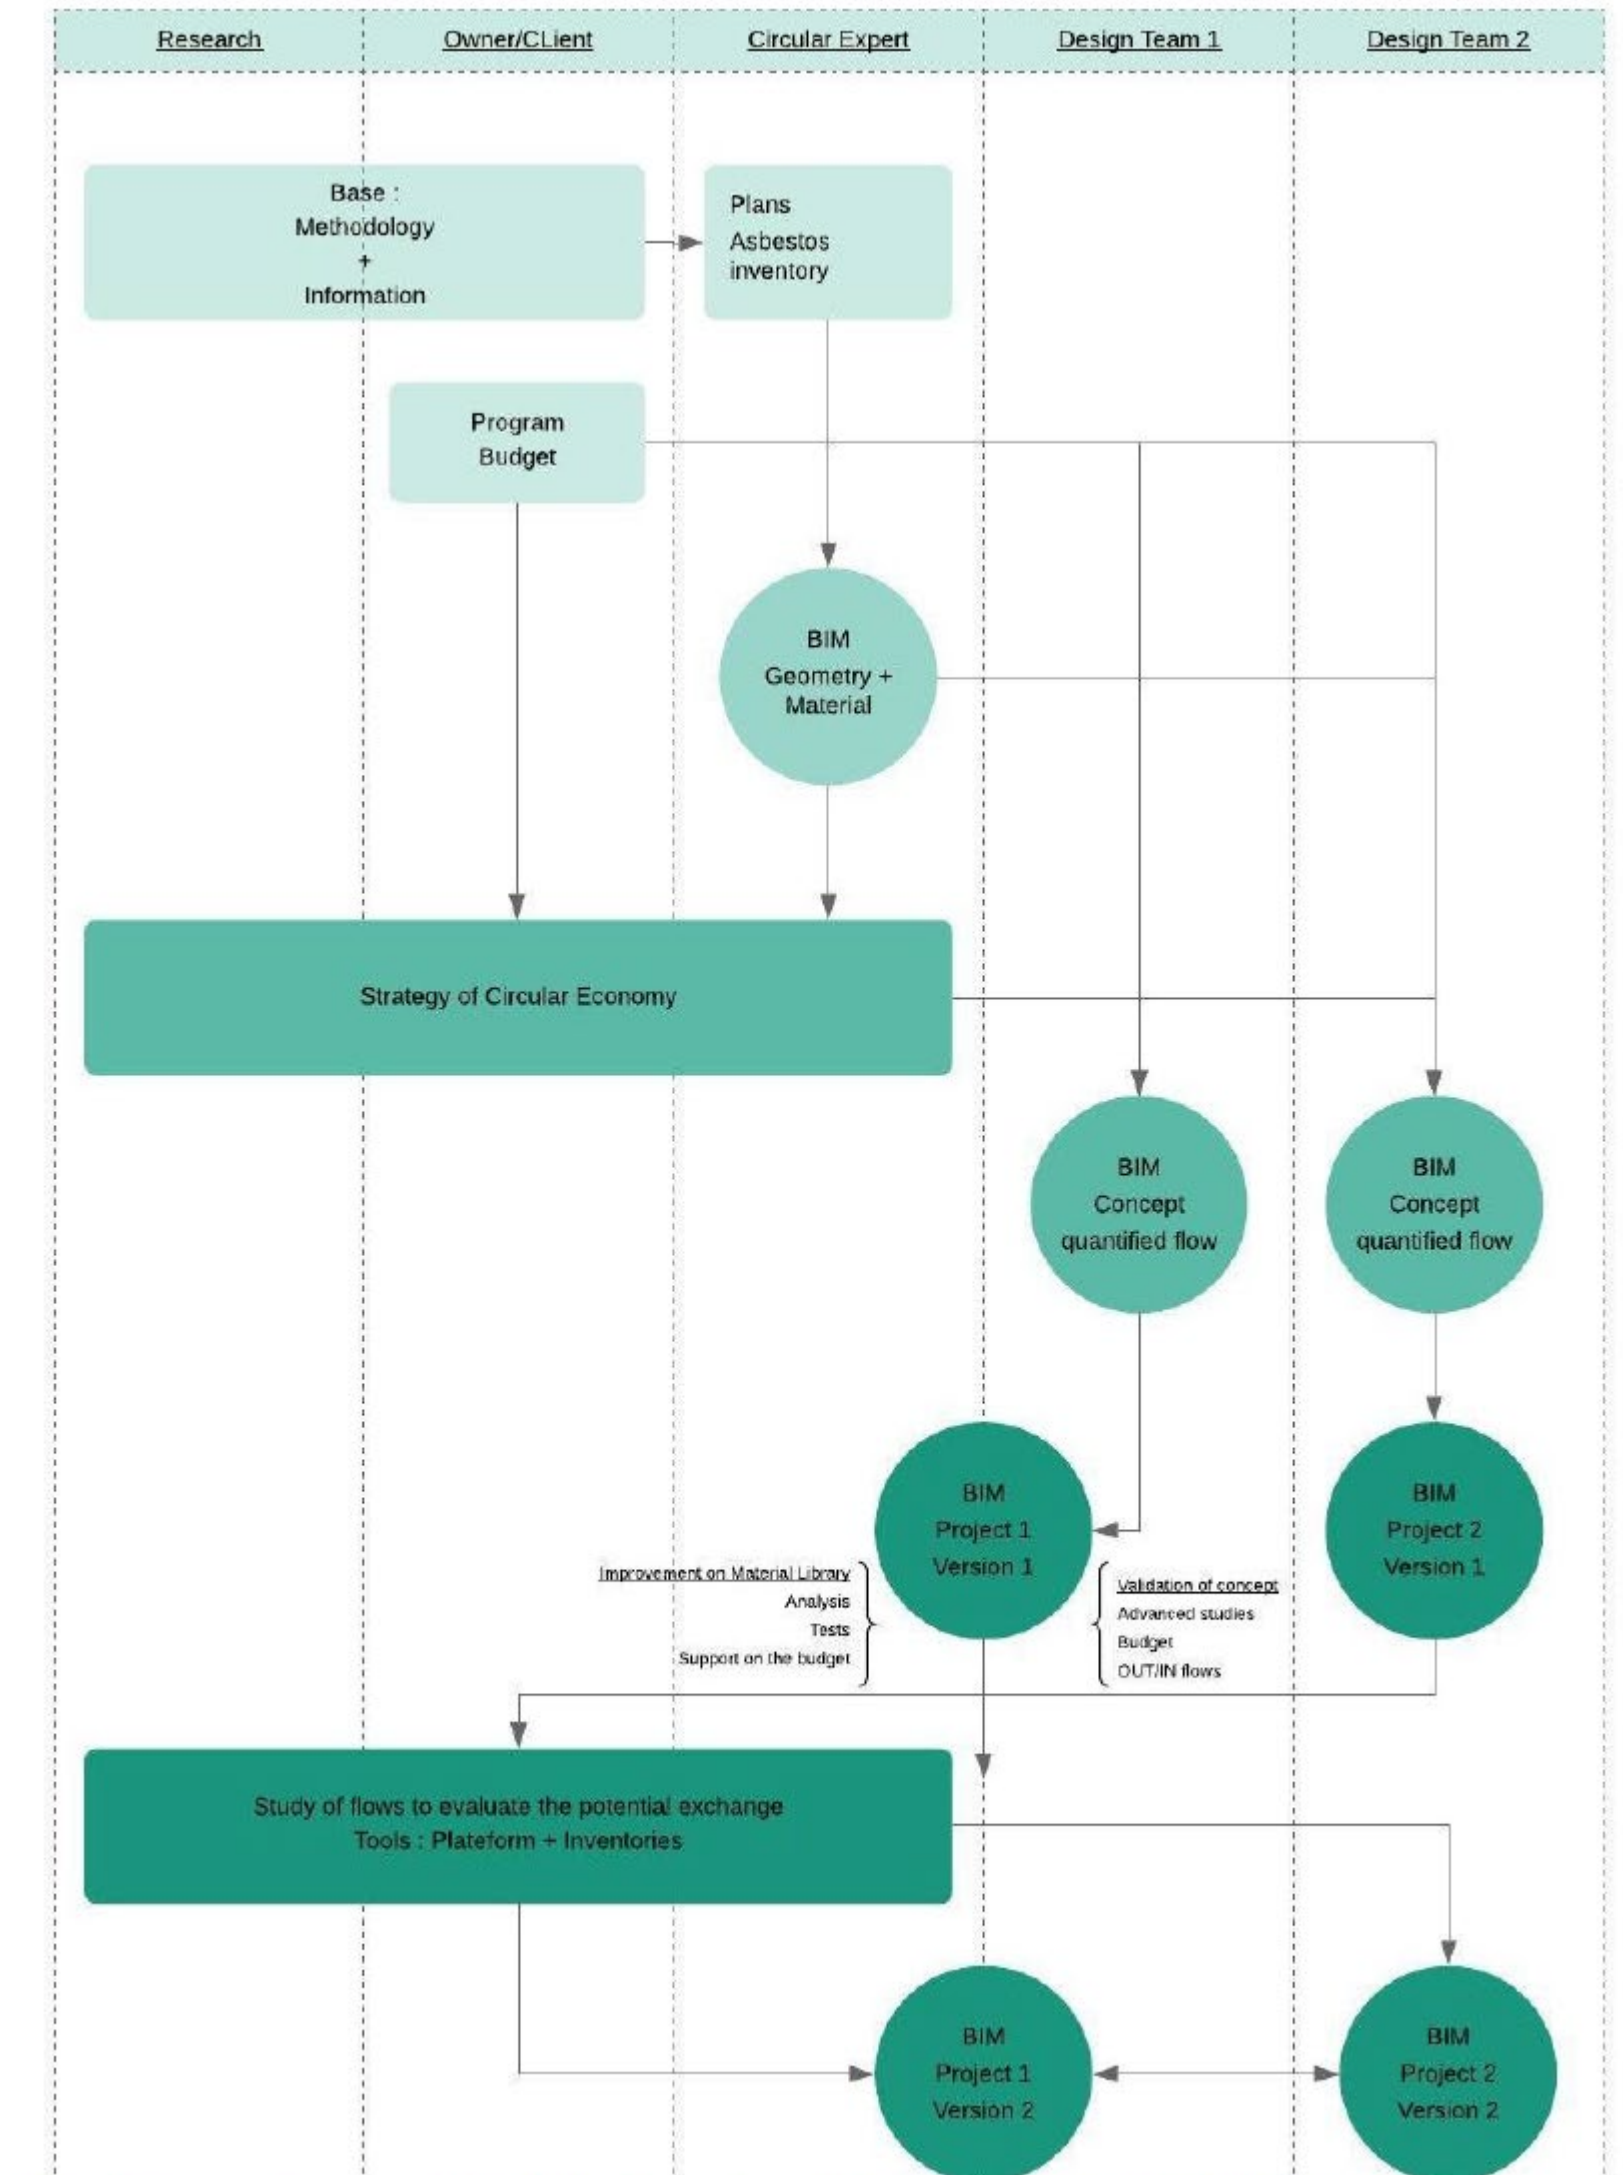 Research
Owner/CLient
Circular Expert
Design Team 1
Design Team 2
Base :
Methodology
+
Information
Plans
Asbestos
inventory
Program
Budget
BIM
Geometry +
Material
Strategy of Circular Economy
BIM
Concept
quantified flow
BIM
Concept
quantified flow
BIM
Project 1
Version 1
BIM
Project 2
Version 1
Improvement on Material Library
Analysis
Tests
Support on the budget
Validation of concept
Advanced studies
Budget
OUT/IN flows
Study of flows to evaluate the potential exchange
Tools : Plateform + Inventories
BIM
Project 1
Version 2
BIM
Project 2
Version 2